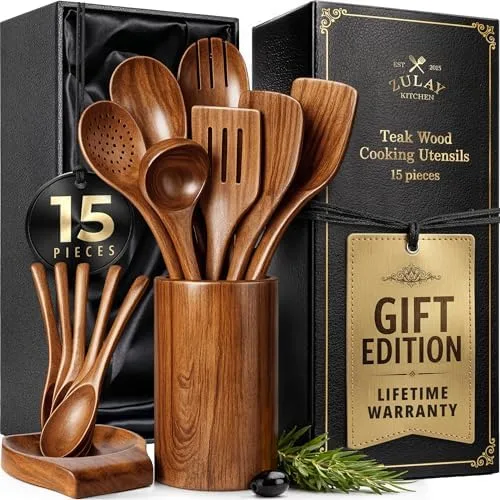 EST 2015
ZULAY
KITCHEN
Teak Wood
Cooking Utensils
15 pieces
15
PIECES
GIFT
EDITION
LIFETIME
WARRANTY